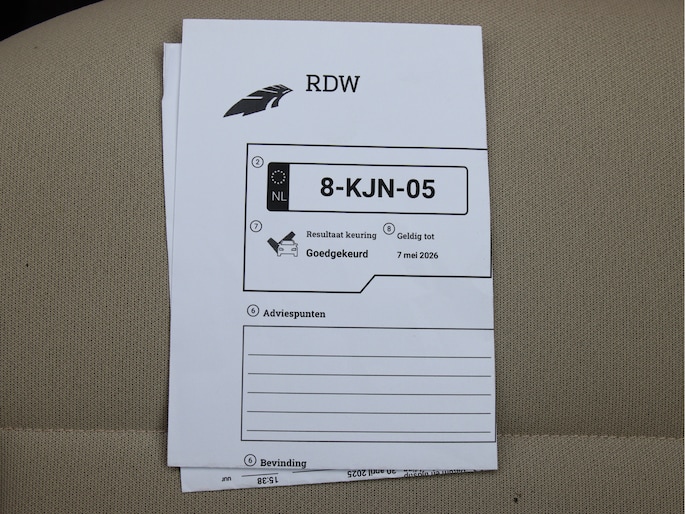 RDW
2
NL
8-KJN-05
7
Resultaat keuring
Goedgekeurd
8
Geldig tot
7 mei 2026
6 Adviespunten
6 Bevinding
30 april 2025
15:38
uur